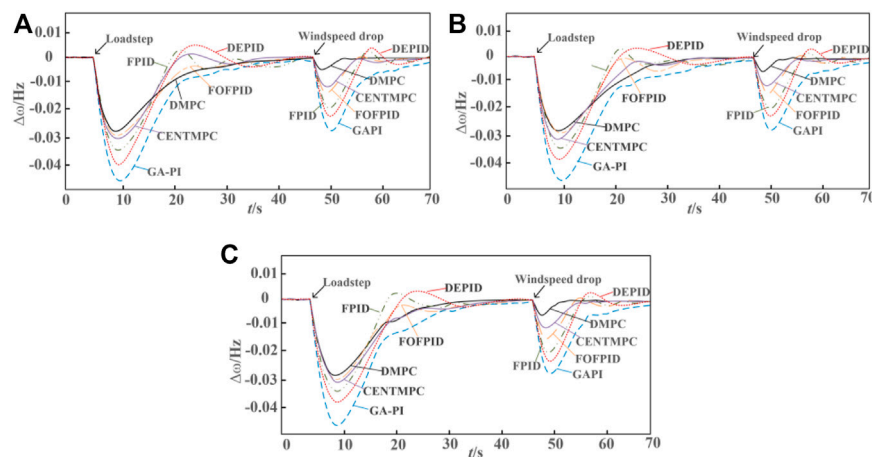 A
0.01
0
-0.01
-0.02
-0.03
-0.04
Δω/Hz
Loadstep
DEPID
FPID
FOFPID
DMPC
CENTMPC
GA-PI
Windspeed drop
DEPID
DMPC
CENTMPC
FOFPID
FPID
GAPI
0 10 20 30 40 50 60 70
t/s
B
0.01
0
-0.01
-0.02
-0.03
-0.04
Δω/Hz
Loadstep
FOFPID
DMPC
CENTMPC
GA-PI
Windspeed drop
DEPID
DMPC
CENTMPC
FOFPID
FPID
GAPI
0 10 20 30 40 50 60 70
t/s
C
0.01
0
-0.01
-0.02
-0.03
-0.04
Δω/Hz
Loadstep
DEPID
FPID
FOFPID
DMPC
CENTMPC
GA-PI
Windspeed drop
DEPID
DMPC
CENTMPC
FOFPID
FPID
GAPI
0 10 20 30 40 50 60 70
t/s